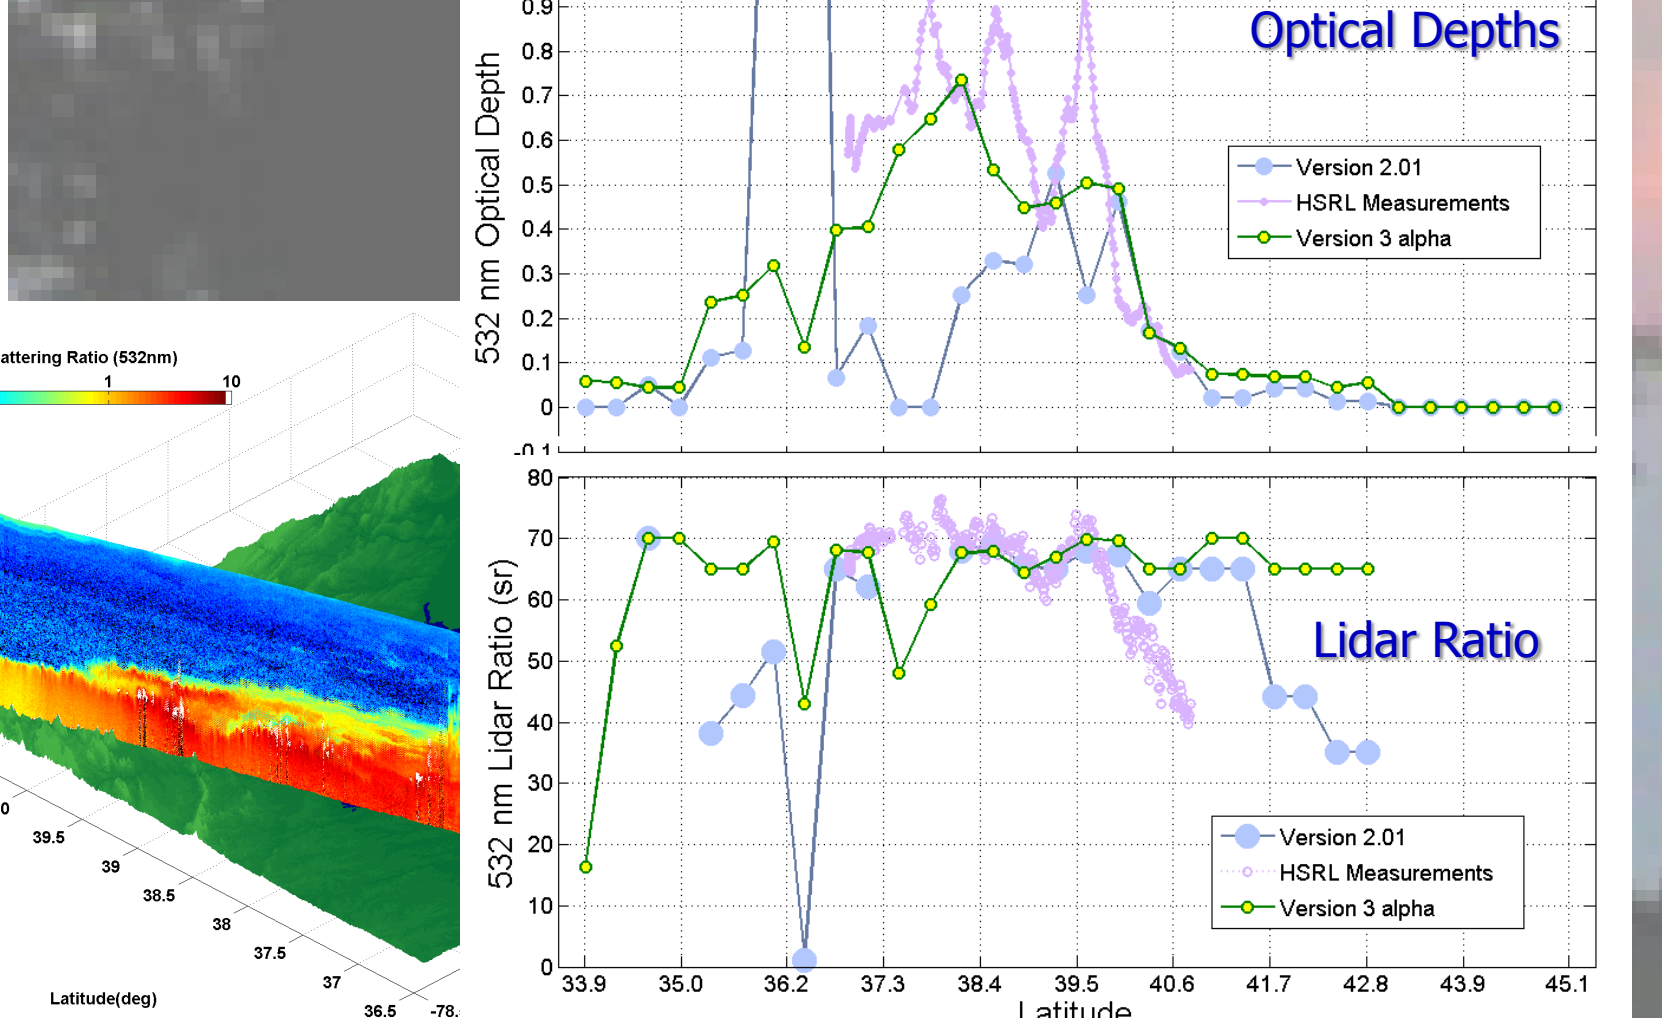 Optical Depths
532 nm Optical Depth
0.9
0.8
0.7
0.6
0.5
0.4
0.3
0.2
0.1
0
-0.1
Version 2.01
HSRL Measurements
Version 3 alpha
attering Ratio (532nm)
1 10
0
39.5
39
38.5
38
37.5
37
36.5
-78.
Latitude(deg)
Lidar Ratio
532 nm Lidar Ratio (sr)
80
70
60
50
40
30
20
10
0
Version 2.01
HSRL Measurements
Version 3 alpha
33.9 35.0 36.2 37.3 38.4 39.5 40.6 41.7 42.8 43.9 45.1
Latitude